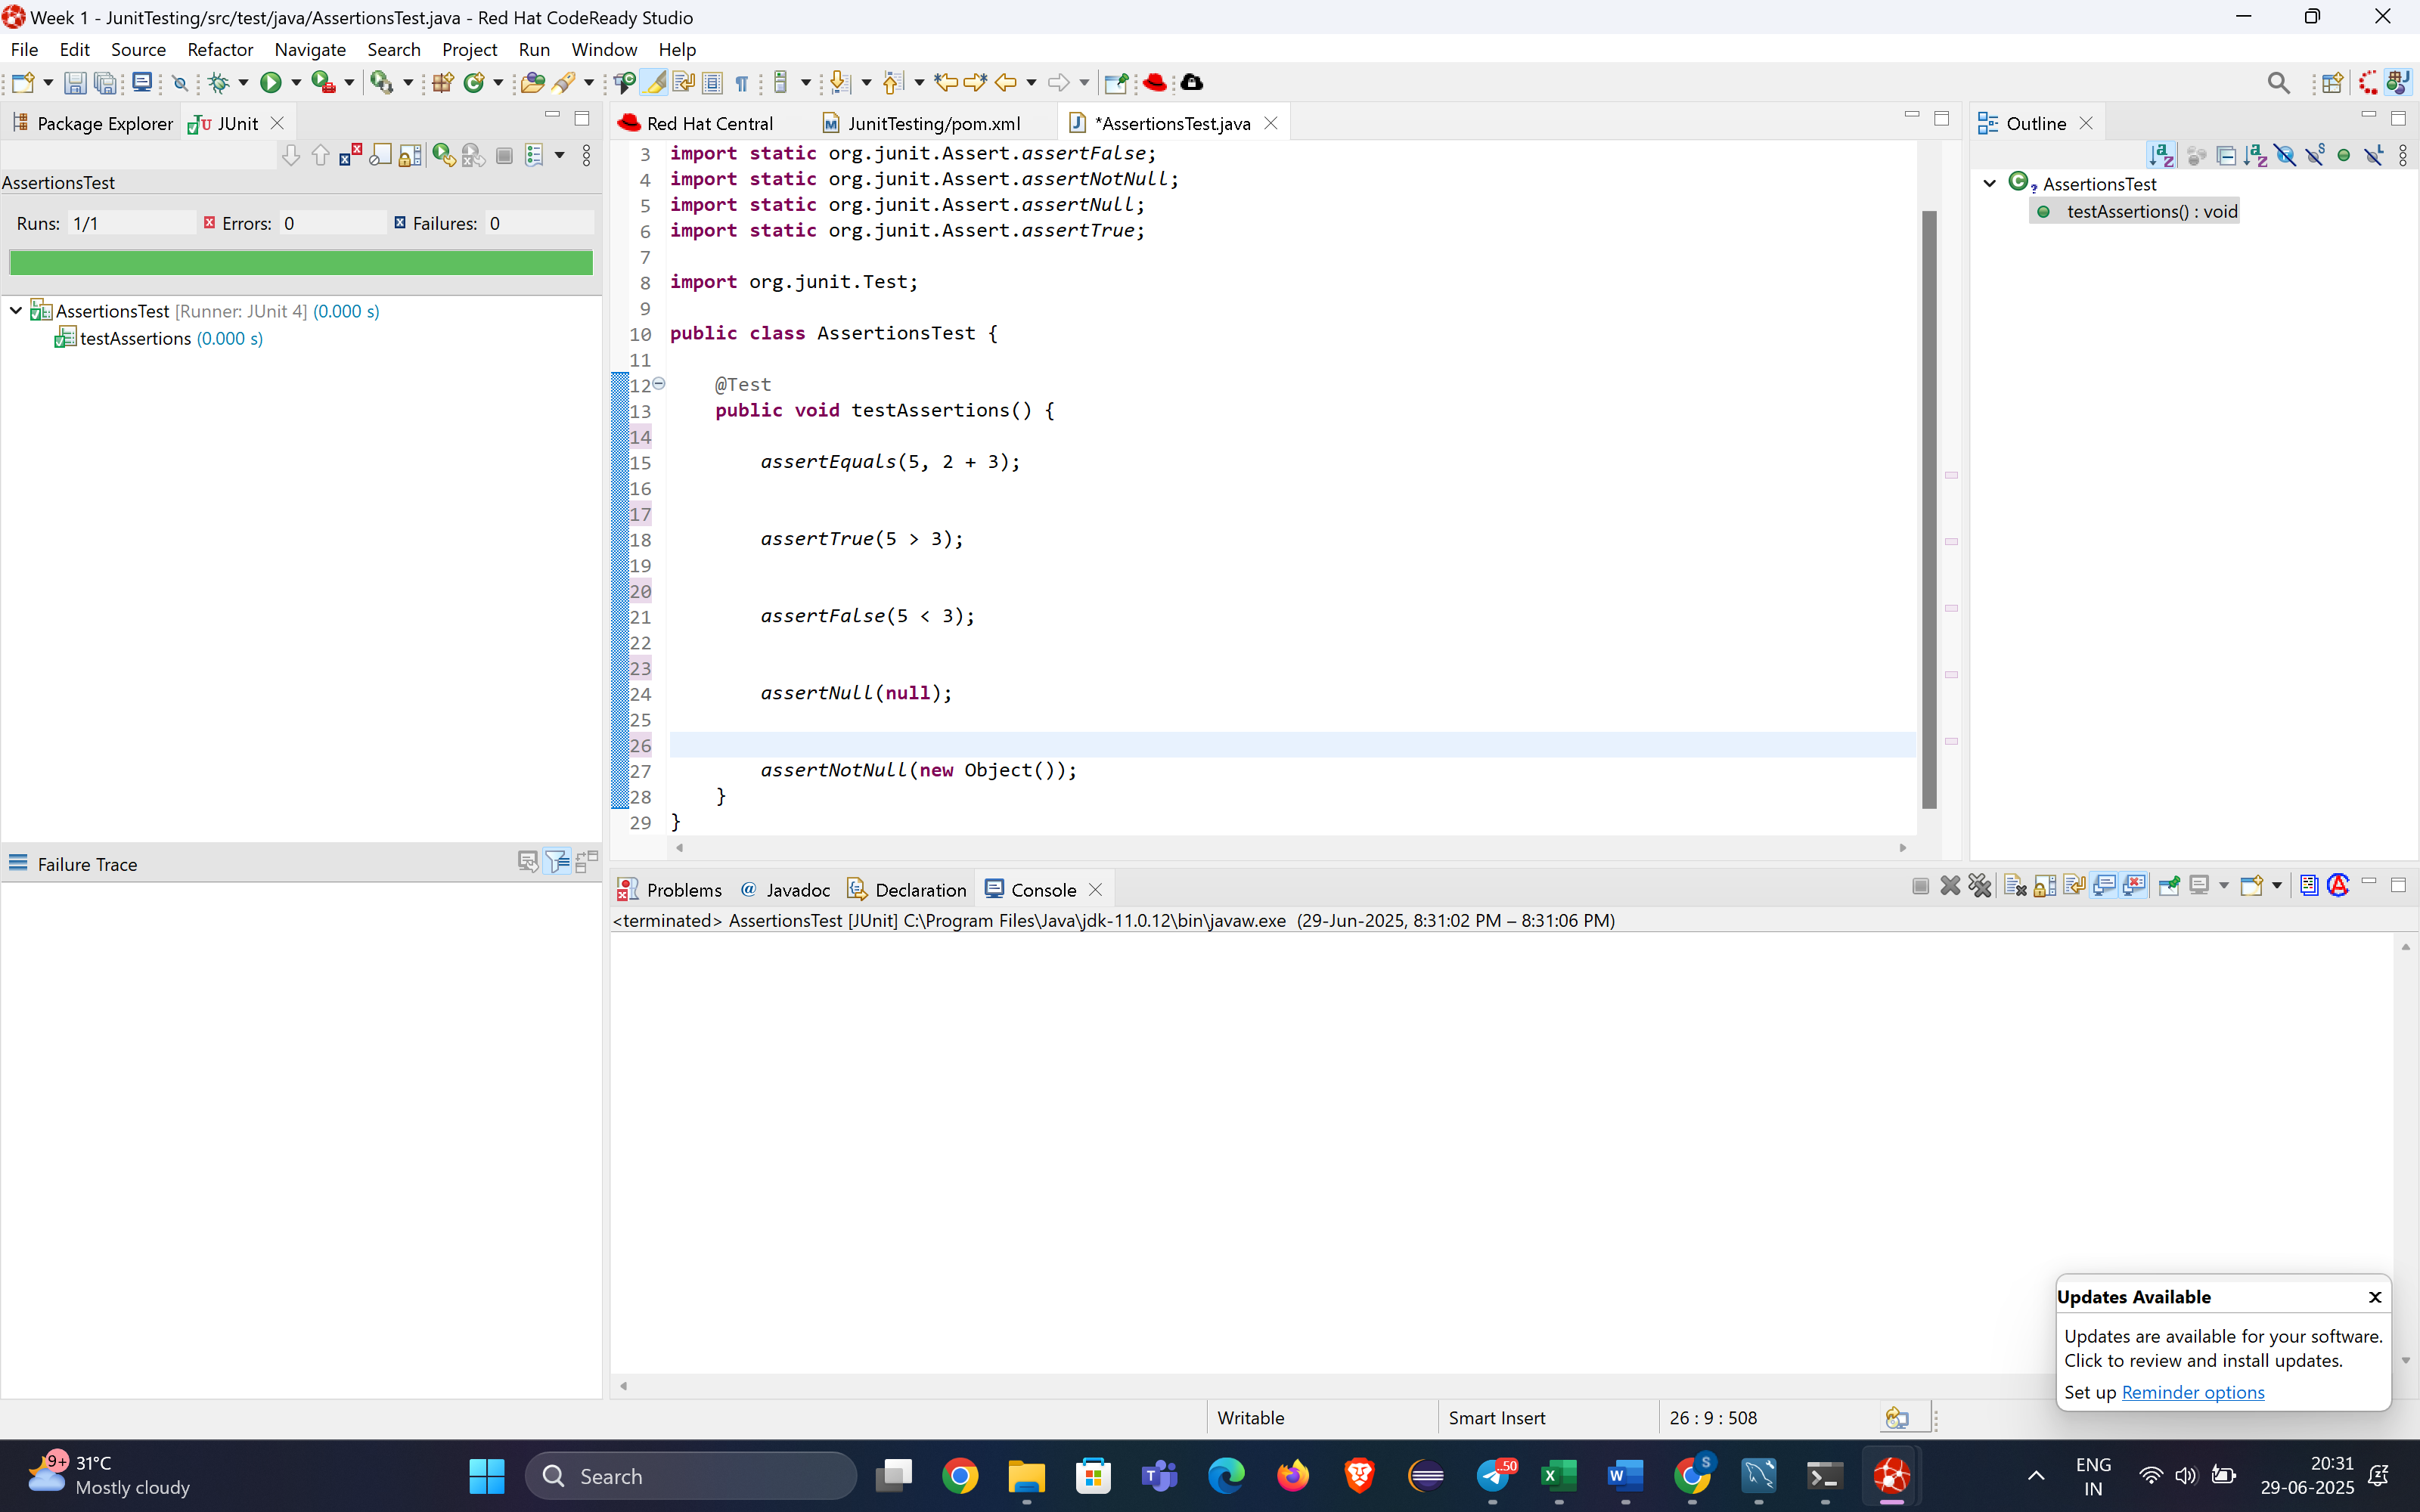 Week 1 - JunitTesting/src/test/java/AssertionsTest.java - Red Hat CodeReady Studio
File Edit Source Refactor Navigate Search Project Run Window Help
Package Explorer JUnit
AssertionsTest
Runs: 1/1 Errors: 0 Failures: 0
AssertionsTest [Runner: JUnit 4] (0.000 s)
testAssertions (0.000 s)
Failure Trace
Red Hat Central JunitTesting/pom.xml *AssertionsTest.java
3 import static org.junit.Assert.assertFalse;
4 import static org.junit.Assert.assertNotNull;
5 import static org.junit.Assert.assertNull;
6 import static org.junit.Assert.assertTrue;
7
8 import org.junit.Test;
9
10 public class AssertionsTest {
11
12 @Test
13 public void testAssertions() {
14
15 assertEquals(5, 2 + 3);
16
17
18 assertTrue(5 > 3);
19
20
21 assertFalse(5 < 3);
22
23
24 assertNull(null);
25
26
27 assertNotNull(new Object());
28 }
29 }
Outline
AssertionsTest
testAssertions() : void
Problems Javadoc Declaration Console
<terminated> AssertionsTest [JUnit] C:\Program Files\Java\jdk-11.0.12\bin\javaw.exe (29-Jun-2025, 8:31:02 PM – 8:31:06 PM)
Updates Available x
Updates are available for your software.
Click to review and install updates.
Set up Reminder options
Writable Smart Insert 26 : 9 : 508
9+ 31°C
Mostly cloudy
Search
..50
S
ENG
IN
20:31
29-06-2025